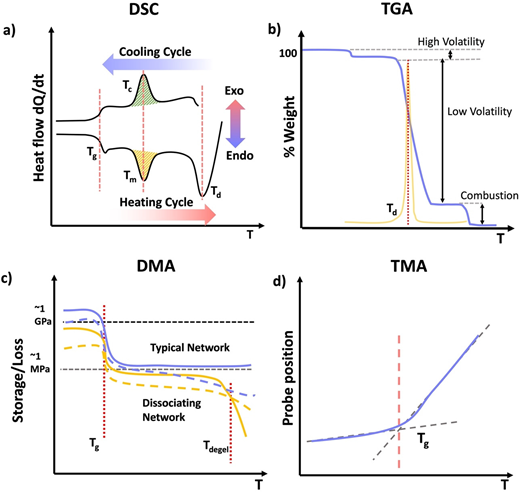 DSC
a)
Cooling Cycle
Tc
Exo
Heat flow dQ/dt
Tg
Tm
Endo
Td
Heating Cycle
T
TGA
b)
High Volatility
100
Low Volatility
% Weight
Combustion
Td
T
DMA
c)
~1
GPa
Typical Network
~1
MPa
Storage/Loss
Dissociating
Network
Tg
Tdegel
T
TMA
d)
Probe position
Tg
T